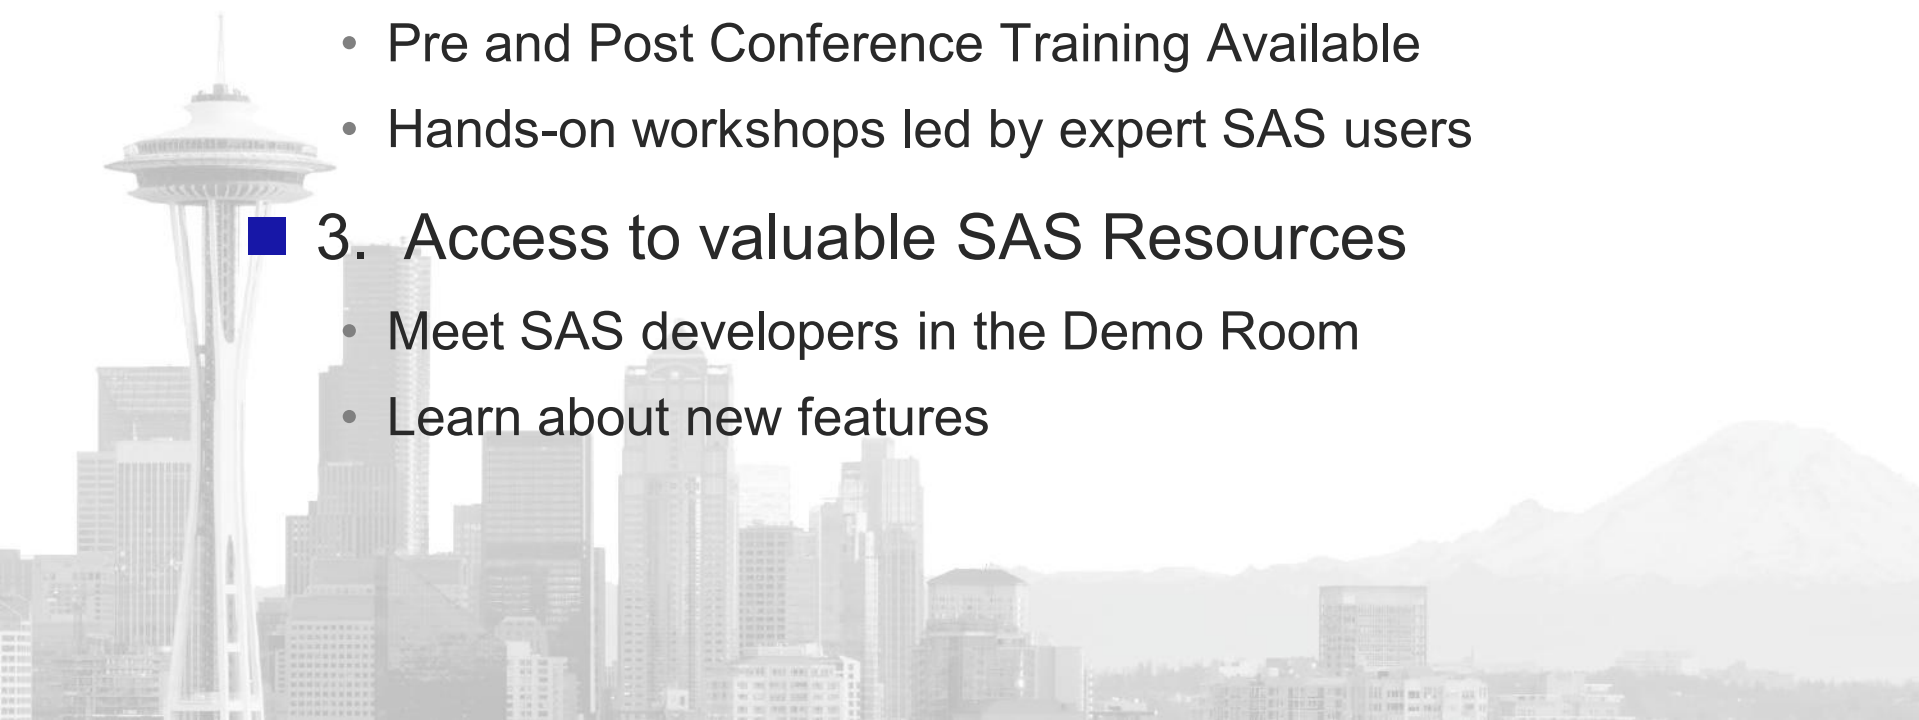 • Pre and Post Conference Training Available
• Hands-on workshops led by expert SAS users
■ 3. Access to valuable SAS Resources
• Meet SAS developers in the Demo Room
• Learn about new features